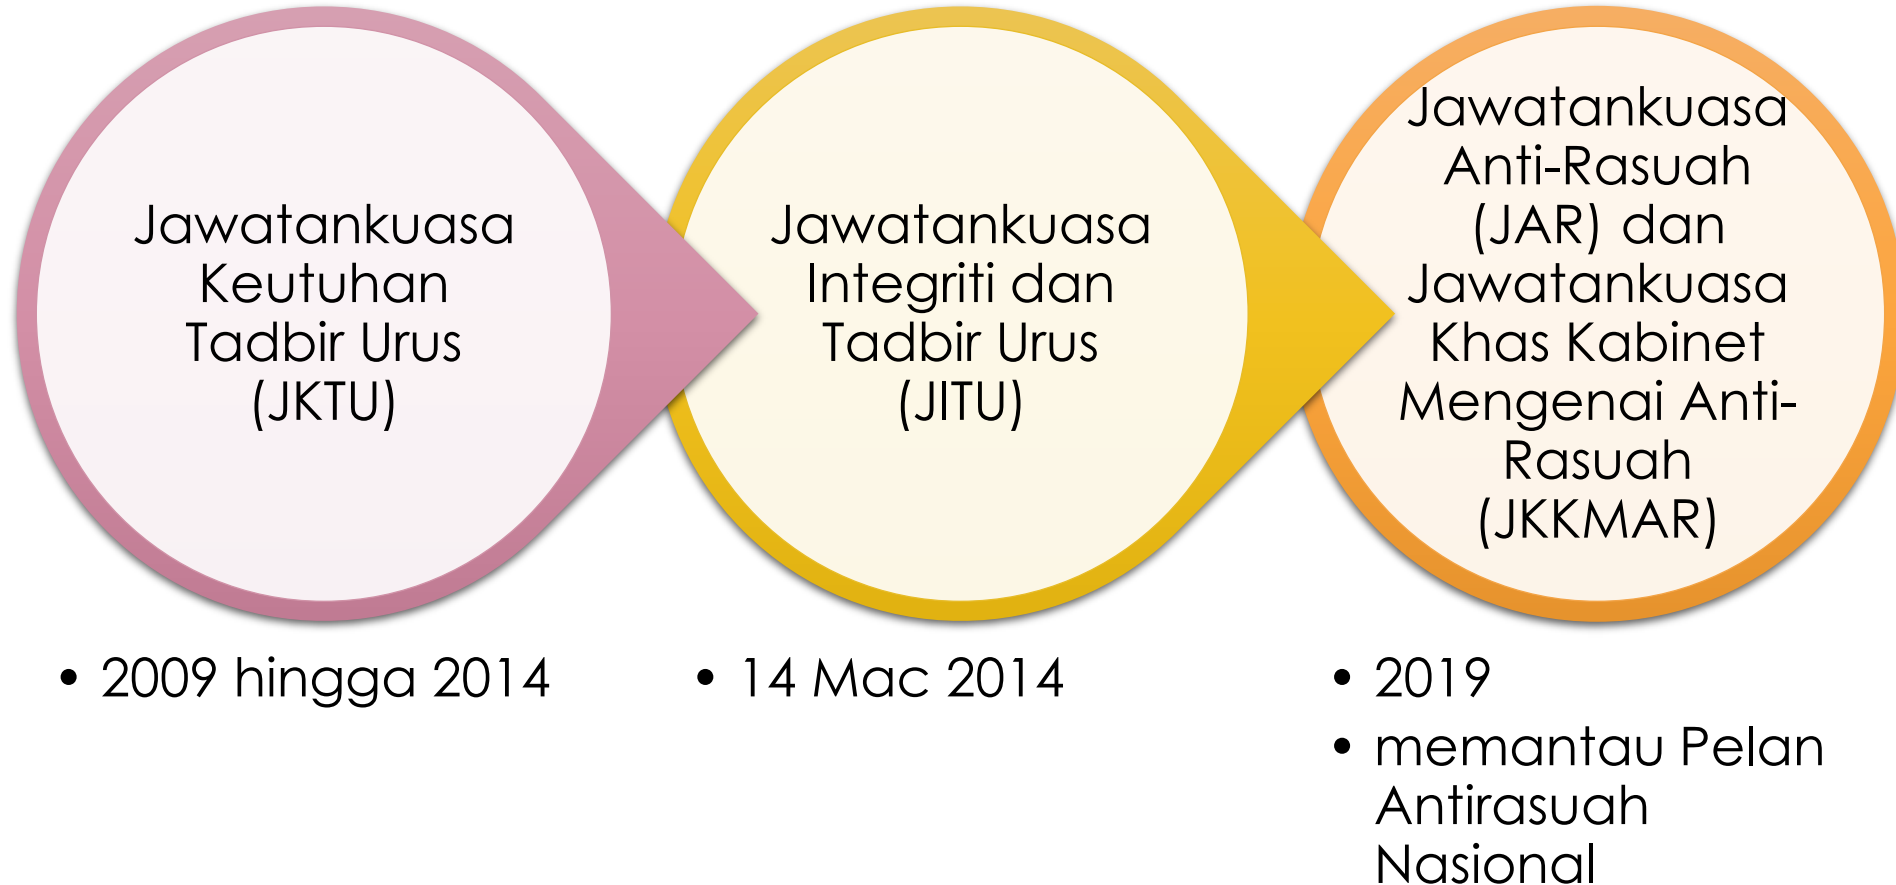 Jawatankuasa
Keutuhan
Tadbir Urus
(JKTU)
• 2009 hingga 2014
Jawatankuasa
Integriti dan
Tadbir Urus
(JITU)
• 14 Mac 2014
Jawatankuasa
Anti-Rasuah
(JAR) dan
Jawatankuasa
Khas Kabinet
Mengenai Anti-
Rasuah
(JKKMAR)
• 2019
• memantau Pelan
Antirasuah
Nasional